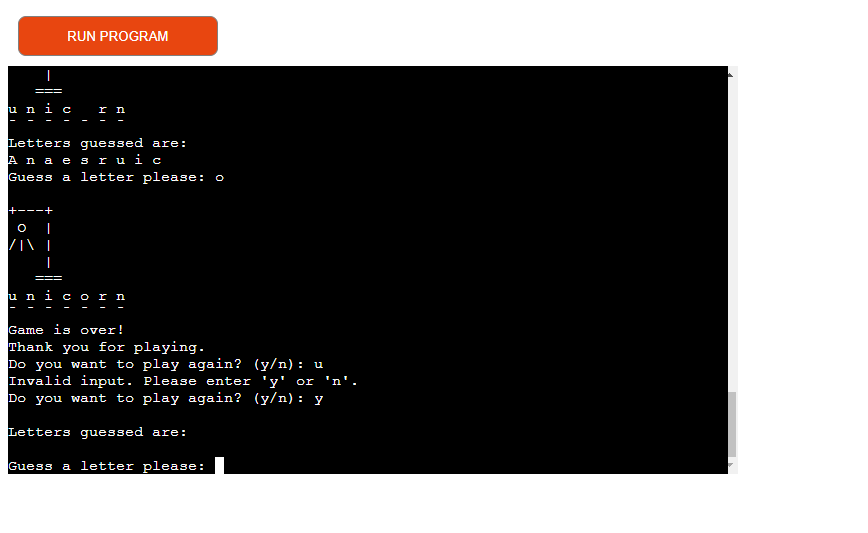 RUN PROGRAM
    |
   ===
u n i c   r n
¯ ¯ ¯ ¯ ¯ ¯ ¯
Letters guessed are:
A n a e s r u i c
Guess a letter please: o
+---+
 O  |
/|\ |
    |
   ===
u n i c o r n
¯ ¯ ¯ ¯ ¯ ¯ ¯
Game is over!
Thank you for playing.
Do you want to play again? (y/n): u
Invalid input. Please enter 'y' or 'n'.
Do you want to play again? (y/n): y
Letters guessed are:
Guess a letter please: